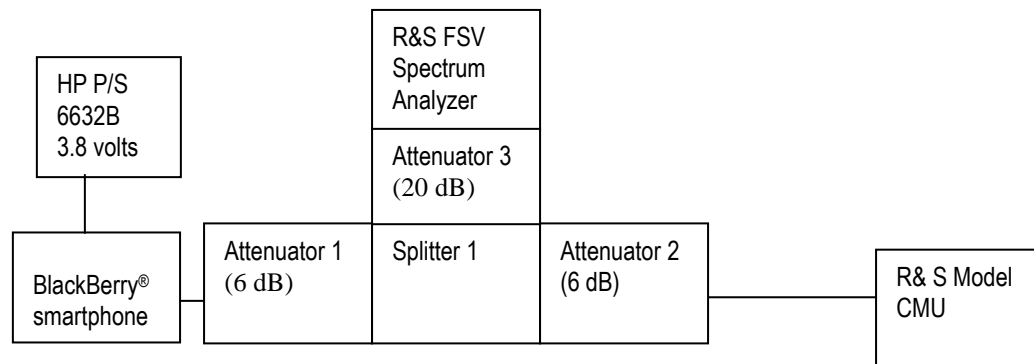 R&S FSV
Spectrum
Analyzer
HP P/S
6632B
3.8 volts
Attenuator 3
(20 dB)
BlackBerry®
smartphone
Attenuator 1
(6 dB)
Splitter 1
Attenuator 2
(6 dB)
R& S Model
CMU